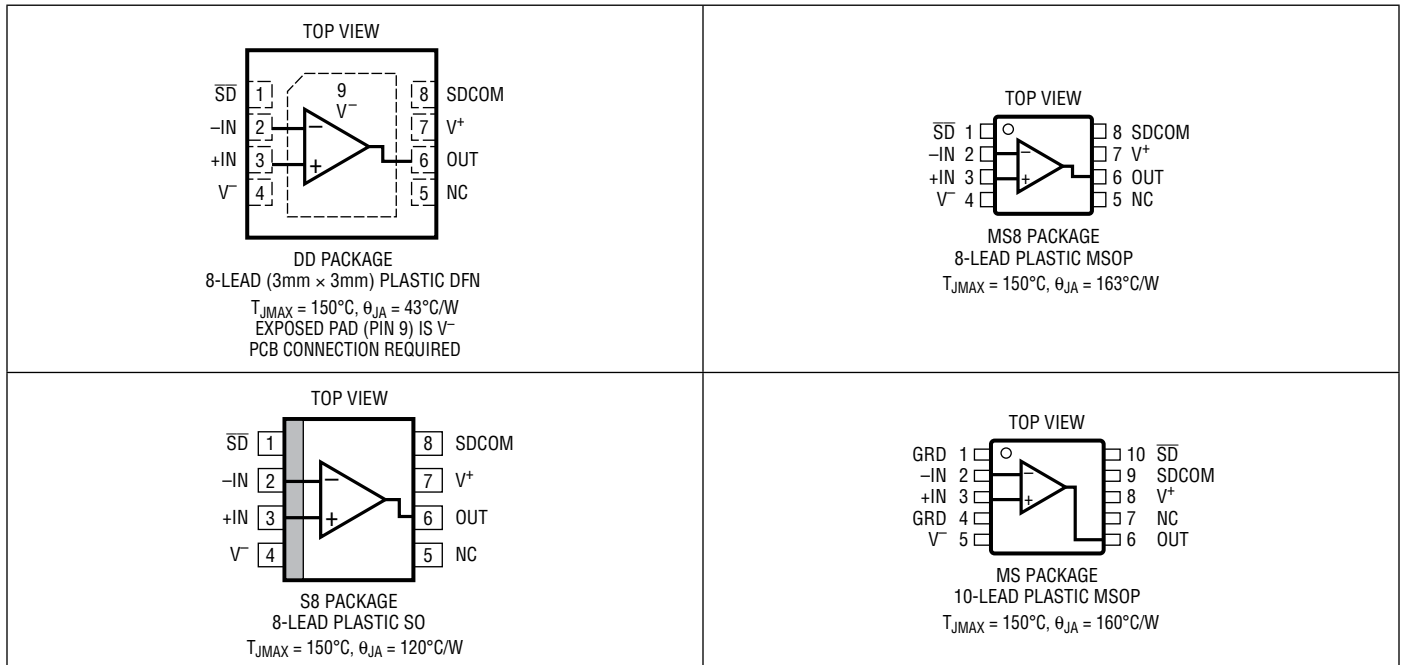 TOP VIEW
S̅D̅ 1
–IN 2
+IN 3
V– 4
9
V–
–
+
8 SDCOM
7 V+
6 OUT
5 NC
DD PACKAGE
8-LEAD (3mm × 3mm) PLASTIC DFN
TJMAX = 150°C, θJA = 43°C/W
EXPOSED PAD (PIN 9) IS V–
PCB CONNECTION REQUIRED
TOP VIEW
S̅D̅ 1
–IN 2
+IN 3
V– 4
–
+
8 SDCOM
7 V+
6 OUT
5 NC
MS8 PACKAGE
8-LEAD PLASTIC MSOP
TJMAX = 150°C, θJA = 163°C/W
TOP VIEW
S̅D̅ 1
–IN 2
+IN 3
V– 4
–
+
8 SDCOM
7 V+
6 OUT
5 NC
S8 PACKAGE
8-LEAD PLASTIC SO
TJMAX = 150°C, θJA = 120°C/W
TOP VIEW
GRD 1
–IN 2
+IN 3
GRD 4
V– 5
–
+
10 S̅D̅
9 SDCOM
8 V+
7 NC
6 OUT
MS PACKAGE
10-LEAD PLASTIC MSOP
TJMAX = 150°C, θJA = 160°C/W